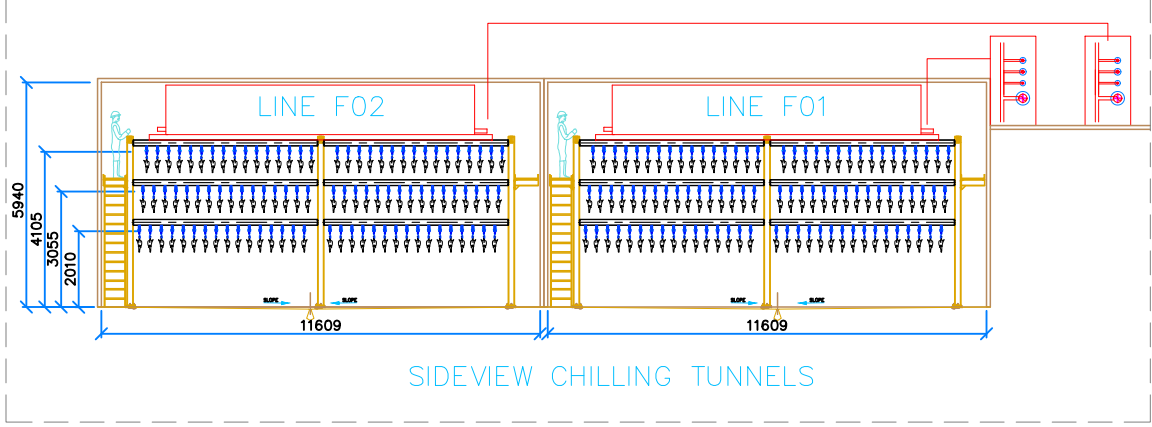 LINE F02
LINE F01
5940
4105
3055
2010
SLOPE
SLOPE
SLOPE
SLOPE
11609
11609
SIDEVIEW CHILLING TUNNELS